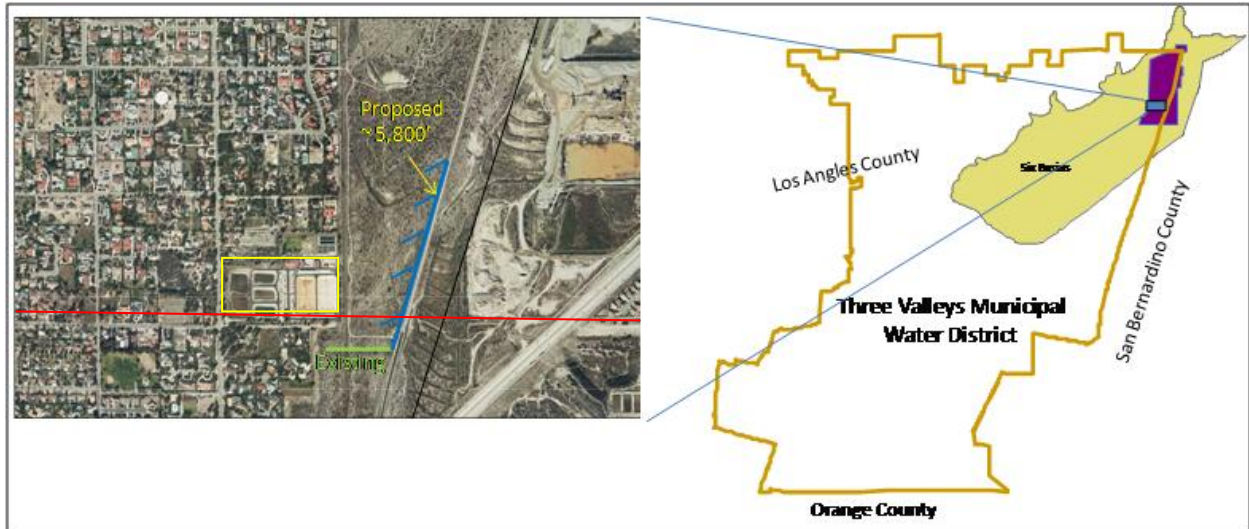 Proposed
~5,800'
Existing
Los Angles County
Six Basins
San Bernardino County
Three Valleys Municipal
Water District
Orange County